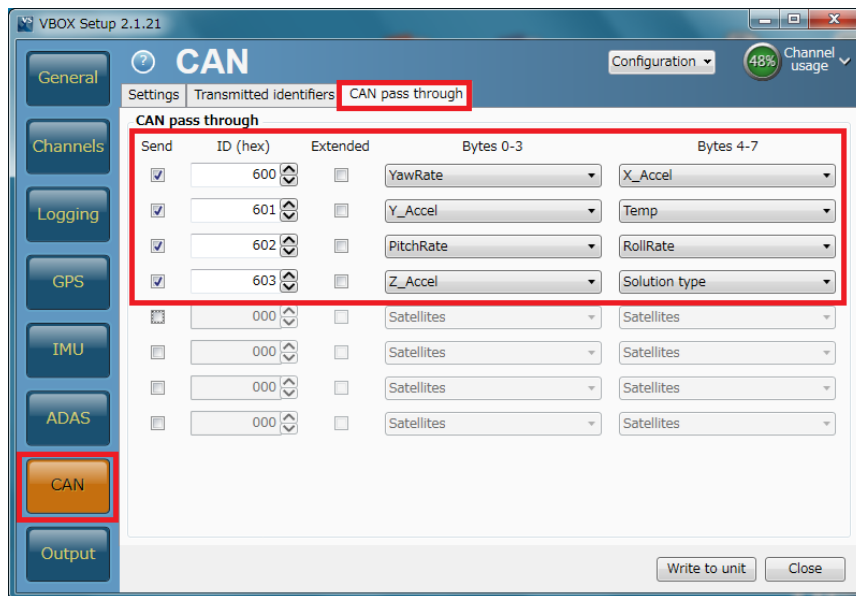 VBOX Setup 2.1.21
General
Channels
Logging
GPS
IMU
ADAS
CAN
Output
? CAN
Configuration
48% Channel usage
Settings Transmitted identifiers CAN pass through
CAN pass through
Send ID (hex) Extended Bytes 0-3 Bytes 4-7
600 YawRate X_Accel
601 Y_Accel Temp
602 PitchRate RollRate
603 Z_Accel Solution type
000 Satellites Satellites
000 Satellites Satellites
000 Satellites Satellites
000 Satellites Satellites
Write to unit Close